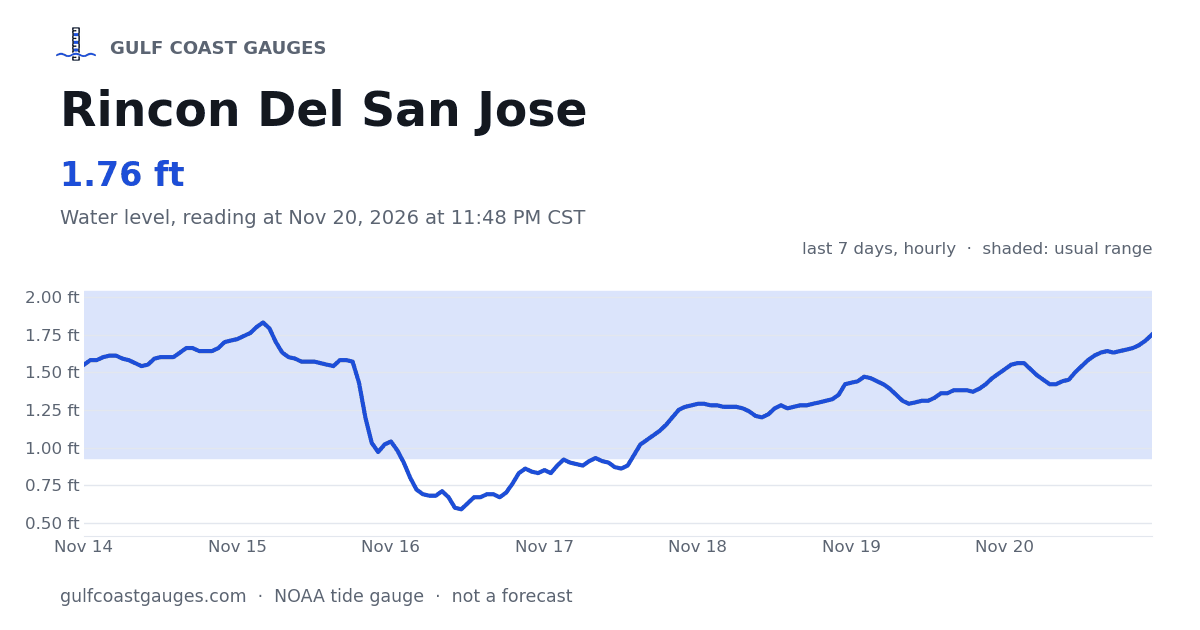 GULF COAST GAUGES
Rincon Del San Jose
1.76 ft
Water level, reading at Nov 20, 2026 at 11:48 PM CST
last 7 days, hourly · shaded: usual range
2.00 ft
1.75 ft
1.50 ft
1.25 ft
1.00 ft
0.75 ft
0.50 ft
Nov 14 Nov 15 Nov 16 Nov 17 Nov 18 Nov 19 Nov 20
gulfcoastgauges.com · NOAA tide gauge · not a forecast